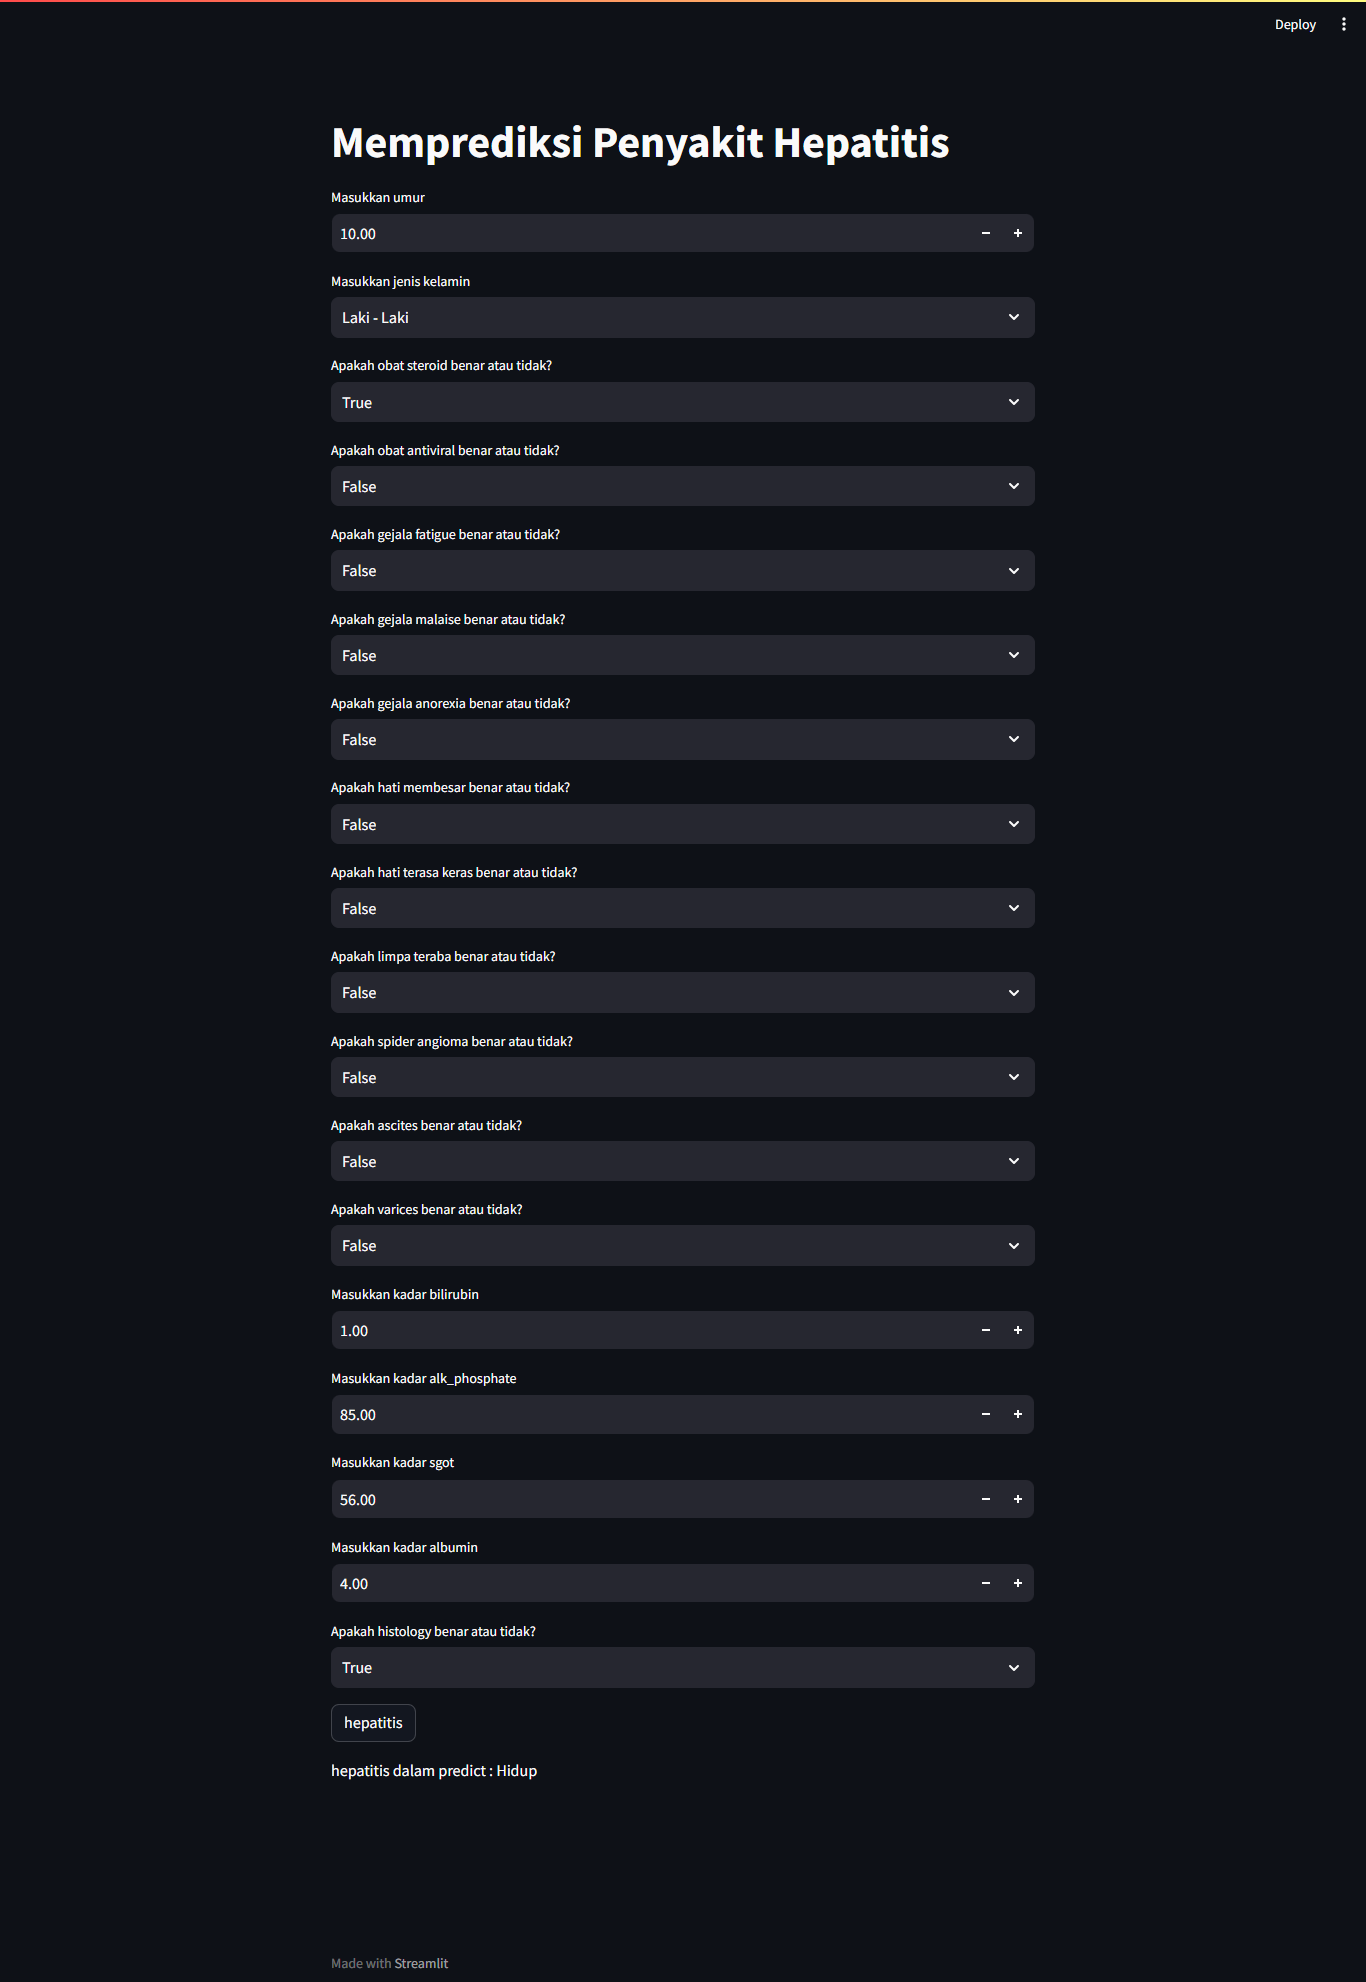 Deploy
Memprediksi Penyakit Hepatitis
Masukkan umur
10.00
Masukkan jenis kelamin
Laki - Laki
Apakah obat steroid benar atau tidak?
True
Apakah obat antiviral benar atau tidak?
False
Apakah gejala fatigue benar atau tidak?
False
Apakah gejala malaise benar atau tidak?
False
Apakah gejala anorexia benar atau tidak?
False
Apakah hati membesar benar atau tidak?
False
Apakah hati terasa keras benar atau tidak?
False
Apakah limpa teraba benar atau tidak?
False
Apakah spider angioma benar atau tidak?
False
Apakah ascites benar atau tidak?
False
Apakah varices benar atau tidak?
False
Masukkan kadar bilirubin
1.00
Masukkan kadar alk_phosphate
85.00
Masukkan kadar sgot
56.00
Masukkan kadar albumin
4.00
Apakah histology benar atau tidak?
True
hepatitis
hepatitis dalam predict : Hidup
Made with Streamlit